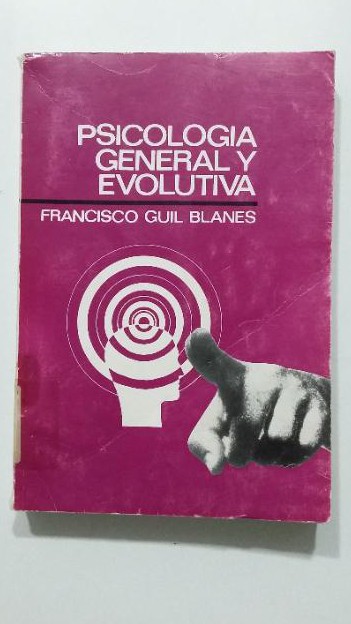 PSICOLOGIA
GENERAL Y
EVOLUTIVA
FRANCISCO GUIL BLANES